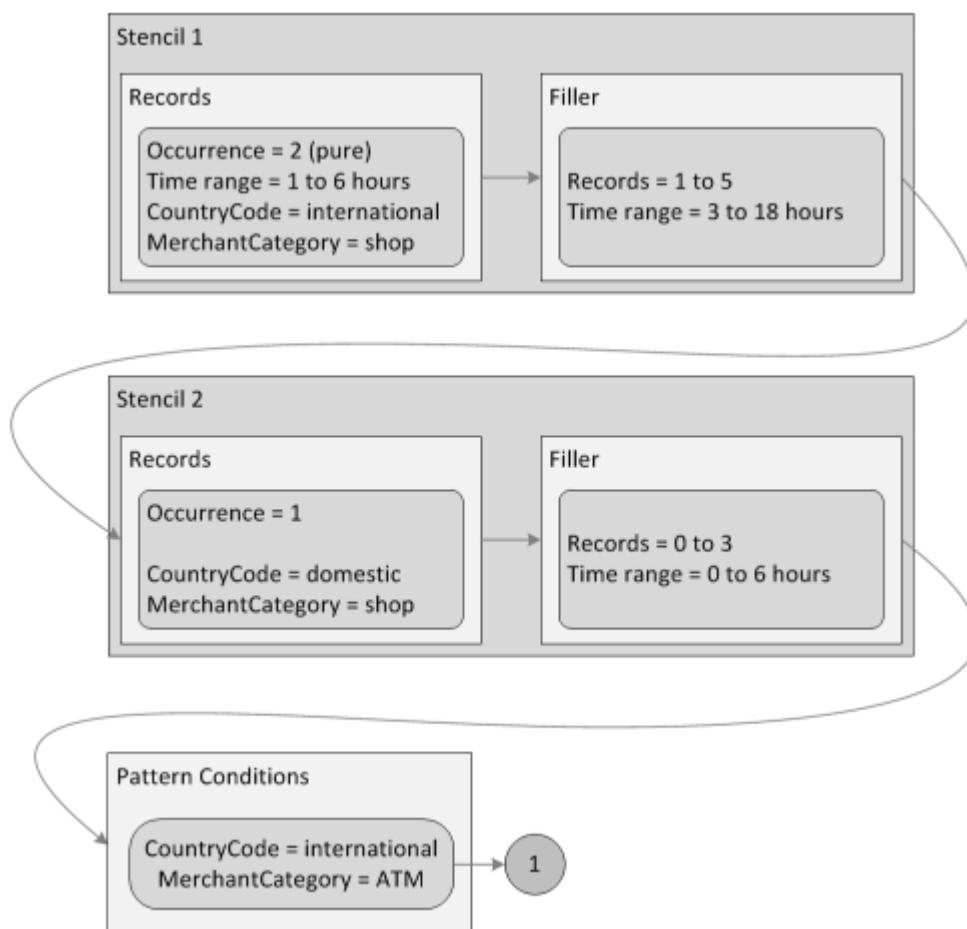 Stencil 1
Records
Occurrence = 2 (pure)
Time range = 1 to 6 hours
CountryCode = international
MerchantCategory = shop
Filler
Records = 1 to 5
Time range = 3 to 18 hours
Stencil 2
Records
Occurrence = 1
CountryCode = domestic
MerchantCategory = shop
Filler
Records = 0 to 3
Time range = 0 to 6 hours
Pattern Conditions
CountryCode = international
MerchantCategory = ATM
1